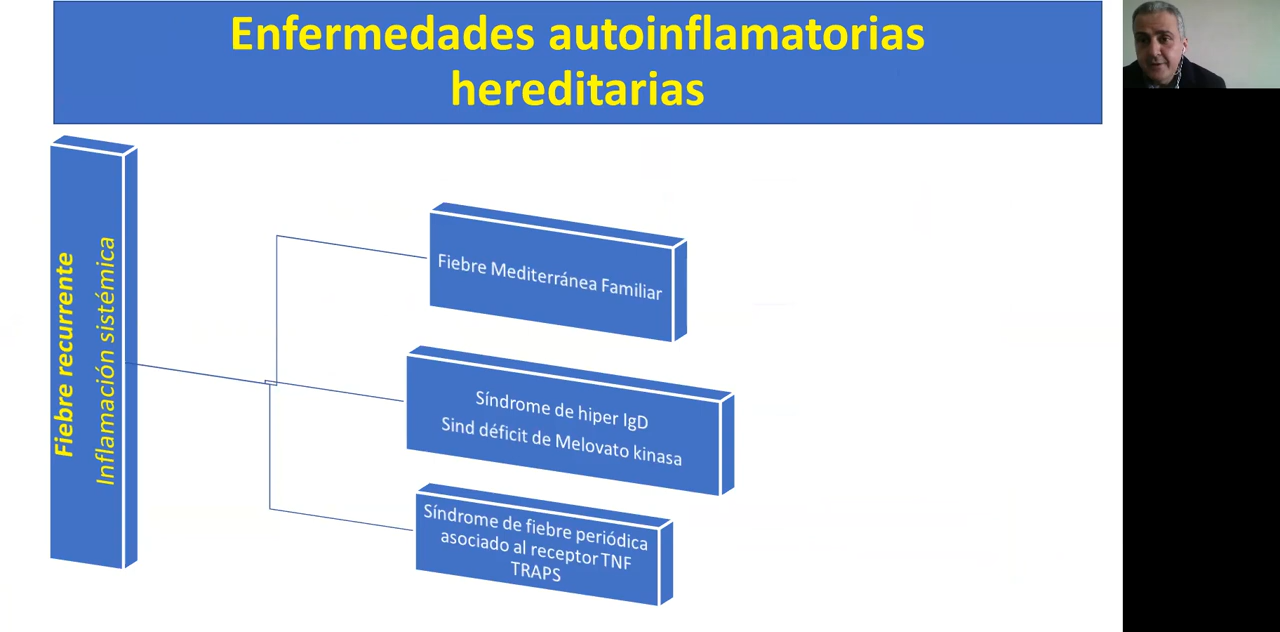 Enfermedades autoinflamatorias
hereditarias
Fiebre recurrente
Inflamación sistémica
Fiebre Mediterránea Familiar
Síndrome de hiper IgD
Sind déficit de Melovato kinasa
Síndrome de fiebre periódica
asociado al receptor TNF
TRAPS